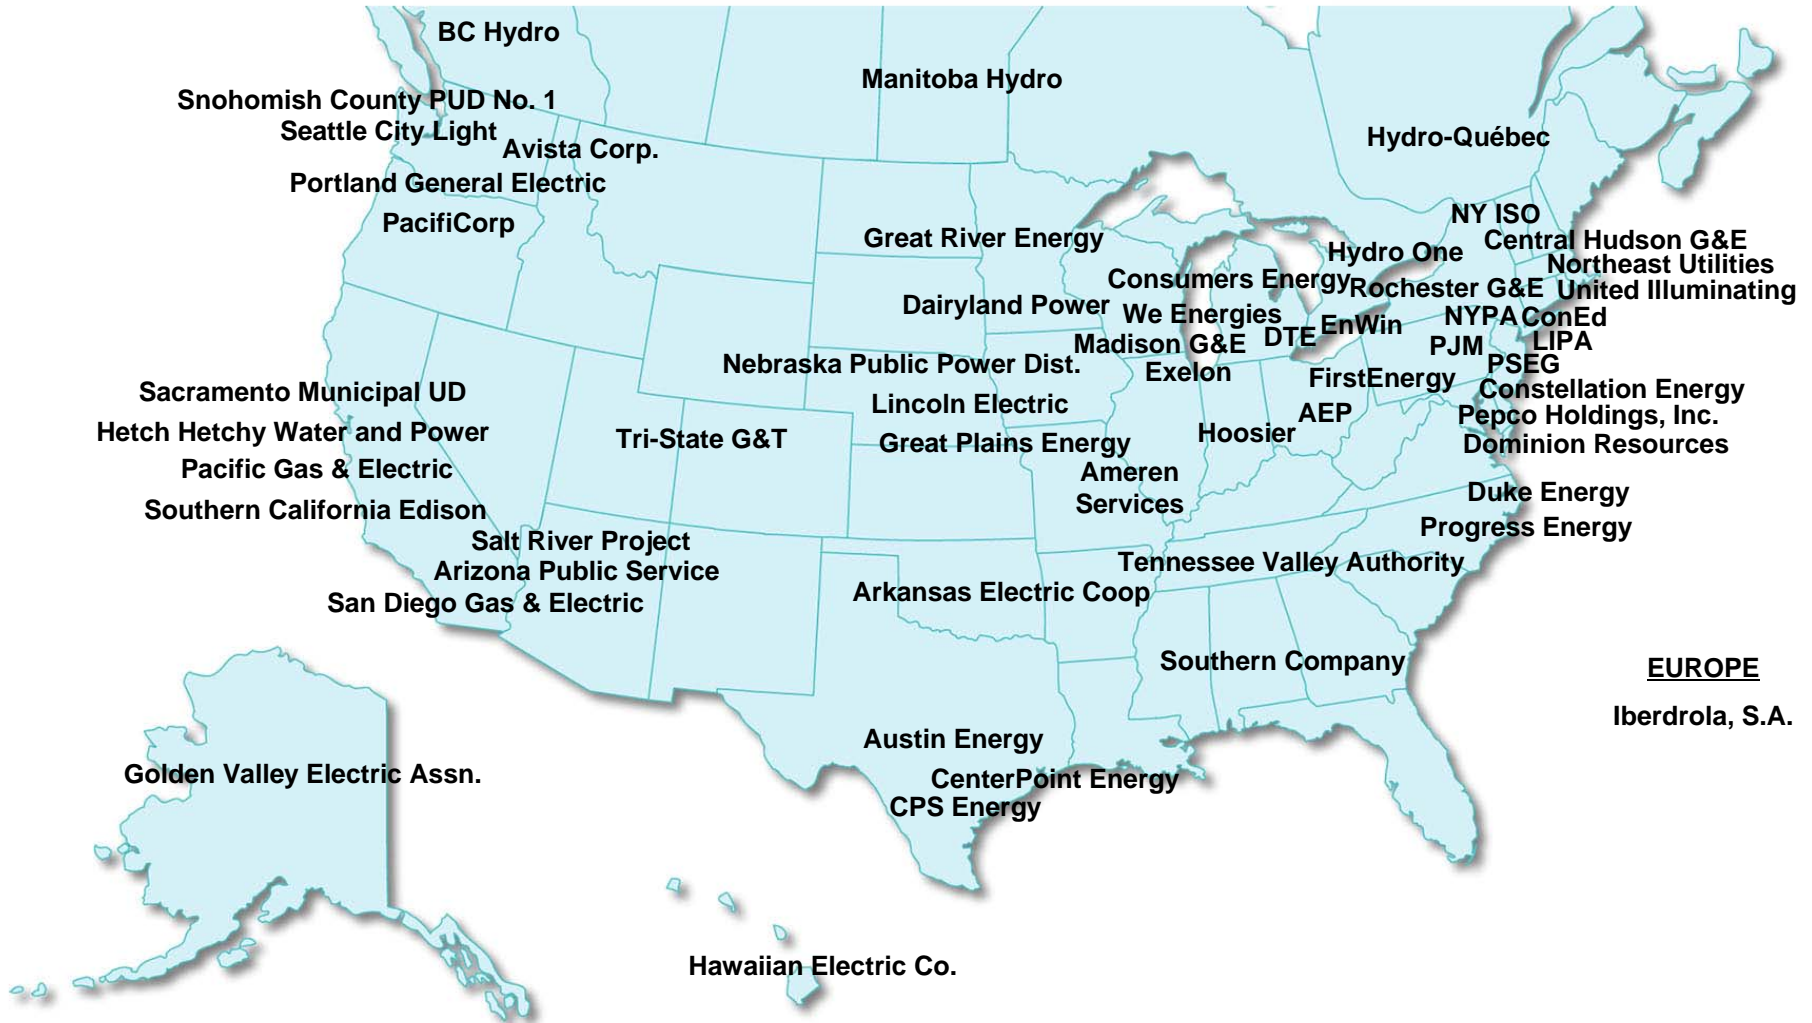 BC Hydro
Manitoba Hydro
Snohomish County PUD No. 1
Seattle City Light
Avista Corp.
Hydro-Québec
Portland General Electric
PacifiCorp
NY ISO
Great River Energy
Hydro One
Central Hudson G&E
Northeast Utilities
Consumers Energy
Rochester G&E
United Illuminating
Dairyland Power
We Energies
DTE
EnWin
NYPA
ConEd
Madison G&E
PJM
LIPA
Nebraska Public Power Dist.
Exelon
FirstEnergy
PSEG
Sacramento Municipal UD
Constellation Energy
Lincoln Electric
AEP
Pepco Holdings, Inc.
Hetch Hetchy Water and Power
Tri-State G&T
Great Plains Energy
Hoosier
Dominion Resources
Pacific Gas & Electric
Ameren
Services
Duke Energy
Southern California Edison
Progress Energy
Salt River Project
Arizona Public Service
Tennessee Valley Authority
San Diego Gas & Electric
Arkansas Electric Coop
Southern Company
EUROPE
Iberdrola, S.A.
Austin Energy
Golden Valley Electric Assn.
CenterPoint Energy
CPS Energy
Hawaiian Electric Co.